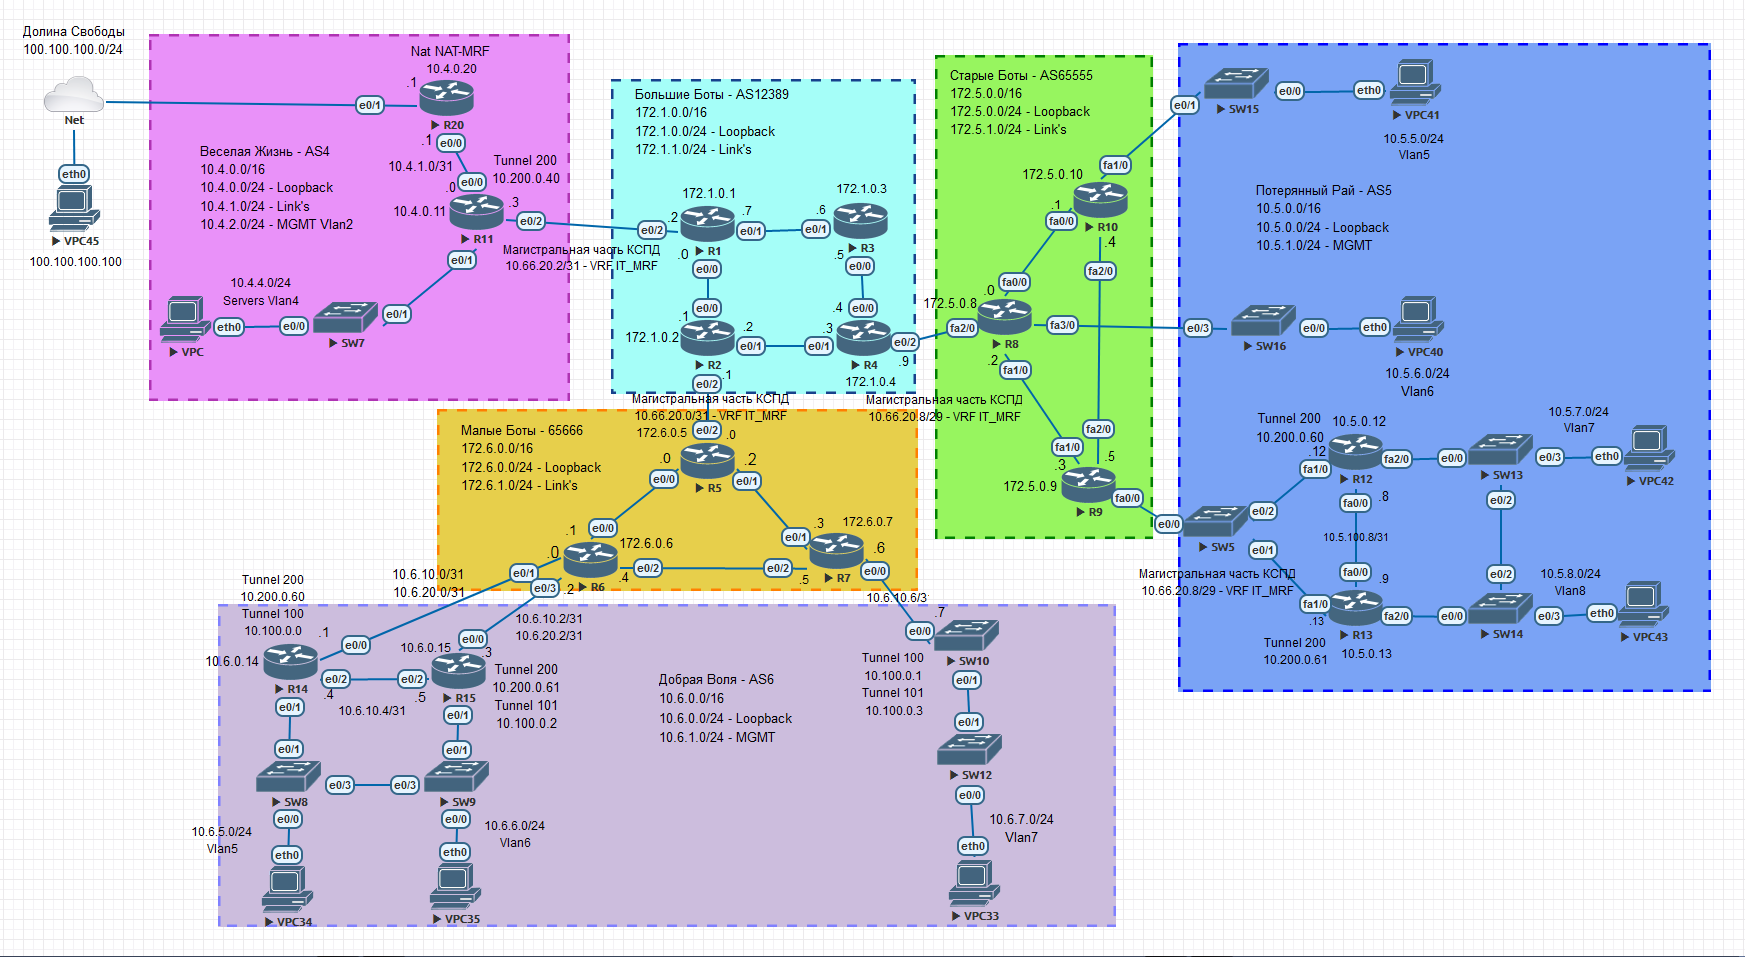 Долина Свободы
100.100.100.0/24
Net
eth0
VPC45
100.100.100.100
Nat NAT-MRF
10.4.0.20
.1
e0/1
R20
.1
e0/0
10.4.1.0/31
Tunnel 200
10.200.0.40
Веселая Жизнь - AS4
10.4.0.0/16
10.4.0.0/24 - Loopback
10.4.1.0/24 - Link's
10.4.2.0/24 - MGMT Vlan2
.0
e0/0
10.4.0.11
.3
e0/2
R11
e0/1
10.4.4.0/24
Servers Vlan4
eth0
e0/0
e0/1
VPC
SW7
Магистральная часть КСПД
10.66.20.2/31 - VRF IT_MRF
Большие Боты - AS12389
172.1.0.0/16
172.1.0.0/24 - Loopback
172.1.1.0/24 - Link's
172.1.0.1
172.1.0.3
e0/2
.2
.7
e0/1
.6
e0/1
R1
R3
.0
e0/0
.5
e0/0
e0/0
.1
.4
e0/0
172.1.0.2
.2
e0/1
.3
e0/1
e0/2
.9
R2
R4
.1
e0/2
172.1.0.4
Магистральная часть КСПД
10.66.20.0/31 - VRF IT_MRF
Магистральная часть КСПД
10.66.20.8/29 - VRF IT_MRF
Старые Боты - AS65555
172.5.0.0/16
172.5.0.0/24 - Loopback
172.5.1.0/24 - Link's
fa1/0
172.5.0.10
.1
fa0/0
R10
.4
fa2/0
fa0/0
.0
172.5.0.8
fa2/0
fa3/0
R8
.2
fa1/0
fa2/0
fa1/0
.3
.5
172.5.0.9
fa0/0
R9
e0/1
SW15
e0/0
eth0
VPC41
10.5.5.0/24
Vlan5
Потерянный Рай - AS5
10.5.0.0/16
10.5.0.0/24 - Loopback
10.5.1.0/24 - MGMT
e0/3
SW16
e0/0
eth0
VPC40
10.5.6.0/24
Vlan6
Tunnel 200
10.200.0.60
10.5.0.12
.12
fa1/0
fa2/0
R12
e0/0
SW13
e0/3
10.5.7.0/24
Vlan7
eth0
VPC42
fa0/0
.8
e0/2
e0/0
SW5
e0/2
e0/1
10.5.100.8/31
Магистральная часть КСПД
10.66.20.8/29 - VRF IT_MRF
fa0/0
.9
e0/2
fa1/0
.13
fa2/0
R13
e0/0
SW14
e0/3
10.5.8.0/24
Vlan8
eth0
VPC43
Tunnel 200
10.200.0.61
10.5.0.13
Малые Боты - 65666
172.6.0.0/16
172.6.0.0/24 - Loopback
172.6.1.0/24 - Link's
172.6.0.5
e0/2
.0
.0
.2
R5
e0/0
e0/1
.1
e0/0
172.6.0.6
.0
e0/1
e0/3
.2
R6
.4
e0/2
e0/2
.5
e0/1
.3
172.6.0.7
.6
R7
e0/0
10.6.10.0/31
10.6.20.0/31
10.6.10.2/31
10.6.20.2/31
10.6.10.6/3
Tunnel 200
10.200.0.60
Tunnel 100
10.100.0.0
.1
e0/0
10.6.0.14
R14
e0/2
.4
e0/1
10.6.10.4/31
10.6.0.15
e0/0
.3
e0/2
.5
R15
e0/1
Tunnel 200
10.200.0.61
Tunnel 101
10.100.0.2
e0/1
e0/1
SW8
e0/3
e0/3
SW9
e0/0
e0/0
10.6.5.0/24
Vlan5
10.6.6.0/24
Vlan6
eth0
eth0
VPC34
VPC35
Добрая Воля - AS6
10.6.0.0/16
10.6.0.0/24 - Loopback
10.6.1.0/24 - MGMT
.7
e0/0
SW10
Tunnel 100
10.100.0.1
Tunnel 101
10.100.0.3
e0/1
e0/1
SW12
e0/0
10.6.7.0/24
Vlan7
eth0
VPC33